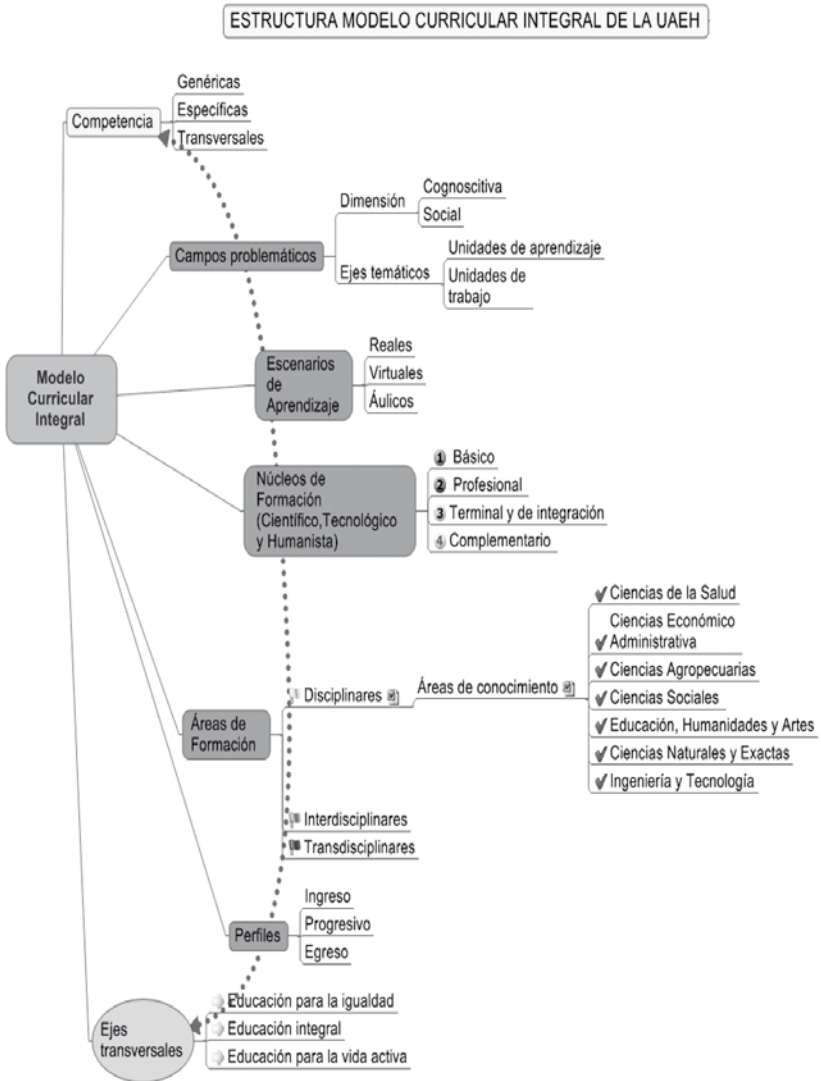 ESTRUCTURA MODELO CURRICULAR INTEGRAL DE LA UAEH
Modelo
Curricular
Integral
Competencia
Genéricas
Específicas
Transversales
Campos problemáticos
Dimensión
Cognoscitiva
Social
Ejes temáticos
Unidades de aprendizaje
Unidades de
trabajo
Escenarios
de
Aprendizaje
Reales
Virtuales
Áulicos
Núcleos de
Formación
(Científico,Tecnológico
y Humanista)
1 Básico
2 Profesional
3 Terminal y de integración
4 Complementario
Áreas de
Formación
Disciplinares
Áreas de conocimiento
Ciencias de la Salud
Ciencias Económico
Administrativa
Ciencias Agropecuarias
Ciencias Sociales
Educación, Humanidades y Artes
Ciencias Naturales y Exactas
Ingeniería y Tecnología
Interdisciplinares
Transdisciplinares
Perfiles
Ingreso
Progresivo
Egreso
Ejes
transversales
Educación para la igualdad
Educación integral
Educación para la vida activa